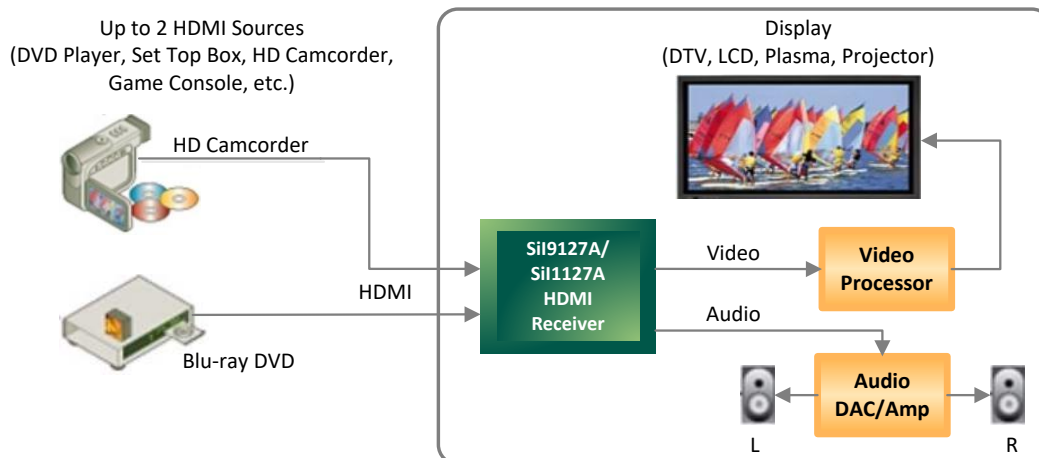 Up to 2 HDMI Sources
(DVD Player, Set Top Box, HD Camcorder,
Game Console, etc.)
HD Camcorder
HDMI
Blu-ray DVD
Display
(DTV, LCD, Plasma, Projector)
SiI9127A/
SiI1127A
HDMI
Receiver
Video
Video
Processor
Audio
Audio
DAC/Amp
L
R